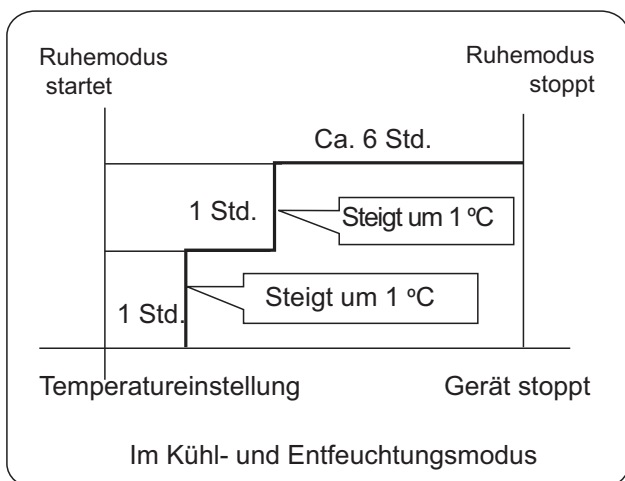 Ruhemodus
startet
Ruhemodus
stoppt
Ca. 6 Std.
1 Std.
Steigt um 1 ºC
1 Std.
Steigt um 1 ºC
Temperatureinstellung
Gerät stoppt
Im Kühl- und Entfeuchtungsmodus